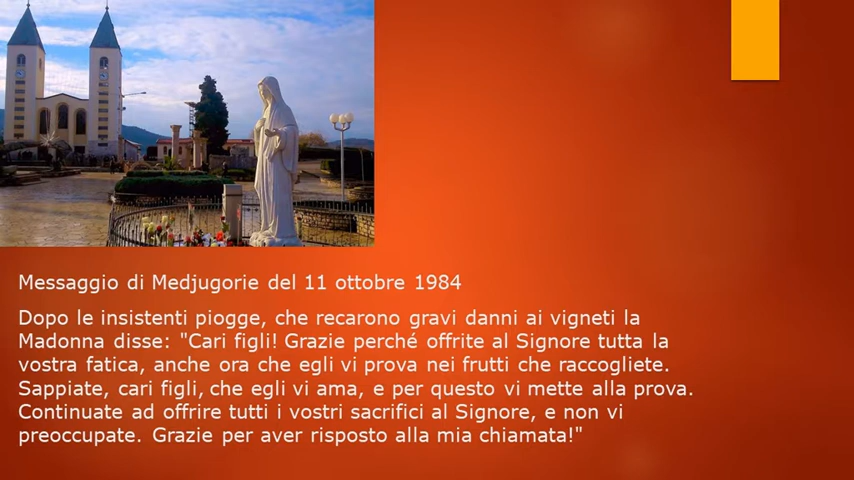 Messaggio di Medjugorie del 11 ottobre 1984
Dopo le insistenti piogge, che recarono gravi danni ai vigneti la
Madonna disse: "Cari figli! Grazie perché offrite al Signore tutta la
vostra fatica, anche ora che egli vi prova nei frutti che raccogliete.
Sappiate, cari figli, che egli vi ama, e per questo vi mette alla prova.
Continuate ad offrire tutti i vostri sacrifici al Signore, e non vi
preoccupate. Grazie per aver risposto alla mia chiamata!"